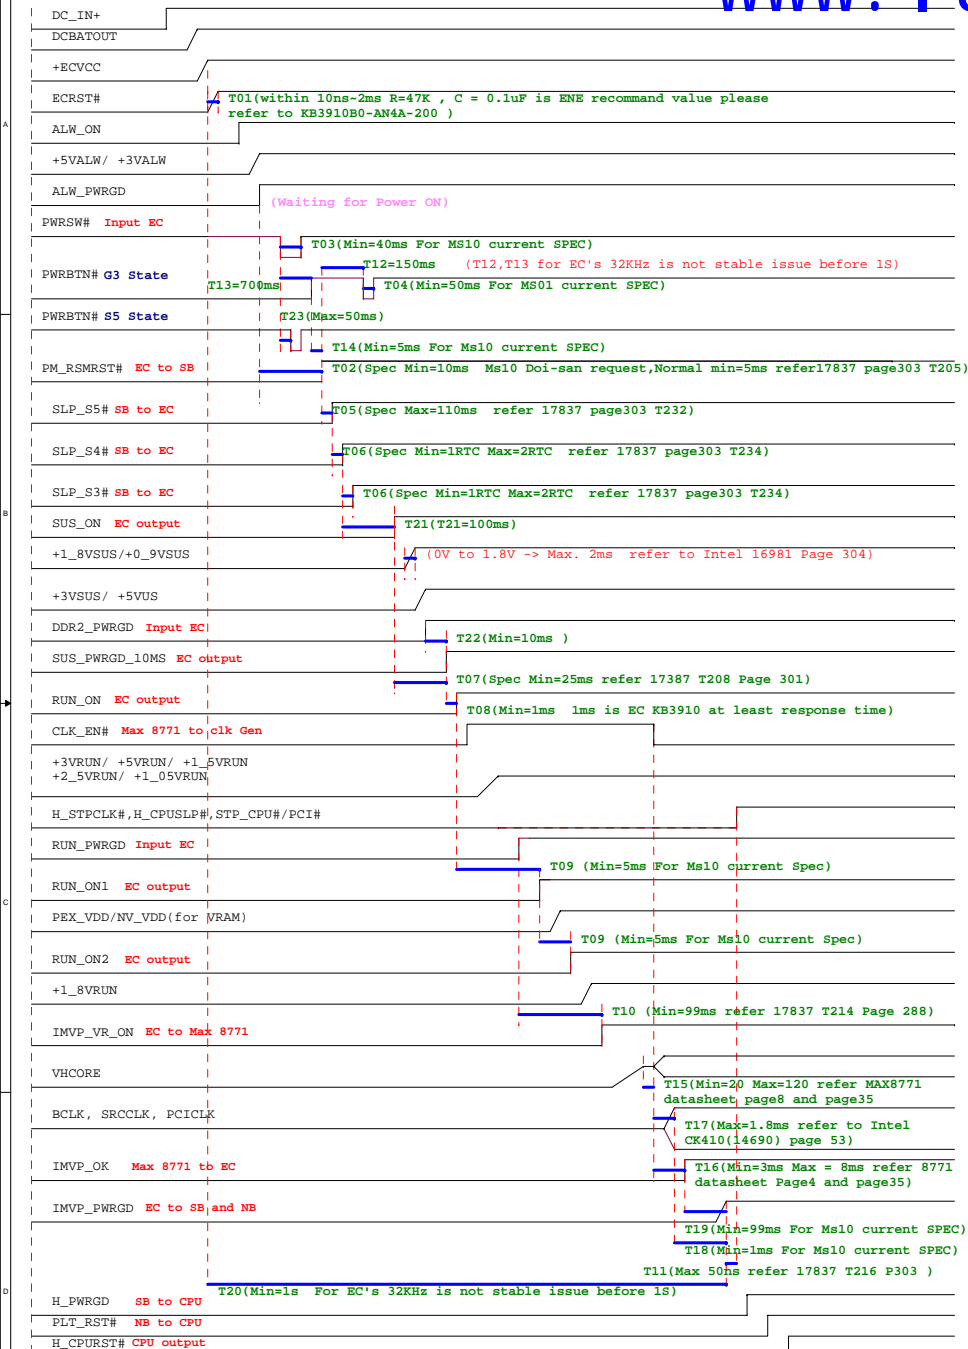 www.
DC_IN+
DCBATOUT
+ECVCC
ECRST#
T01(within 10ns~2ms R=47K , C = 0.1uF is ENE recommand value please
refer to KB3910B0-AN4A-200 )
A
ALW_ON
+5VALW/ +3VALW
ALW_PWRGD
(Waiting for Power ON)
PWRSW# Input EC
T03(Min=40ms For MS10 current SPEC)
T12=150ms (T12,T13 for EC's 32KHz is not stable issue before 1S)
PWRBTN# G3 State
T13=700ms
T04(Min=50ms For MS01 current SPEC)
PWRBTN# S5 State
T23(Max=50ms)
T14(Min=5ms For Ms10 current SPEC)
PM_RSMRST# EC to SB
T02(Spec Min=10ms Ms10 Doi-san request,Normal min=5ms refer17837 page303 T205)
SLP_S5# SB to EC
T05(Spec Max=110ms refer 17837 page303 T232)
SLP_S4# SB to EC
T06(Spec Min=1RTC Max=2RTC refer 17837 page303 T234)
SLP_S3# SB to EC
T06(Spec Min=1RTC Max=2RTC refer 17837 page303 T234)
B
SUS_ON EC output
T21(T21=100ms)
+1_8VSUS/+0_9VSUS
(0V to 1.8V -> Max. 2ms refer to Intel 16981 Page 304)
+3VSUS/ +5VUS
DDR2_PWRGD Input EC
T22(Min=10ms )
SUS_PWRGD_10MS EC output
T07(Spec Min=25ms refer 17387 T208 Page 301)
RUN_ON EC output
T08(Min=1ms 1ms is EC KB3910 at least response time)
CLK_EN# Max 8771 to clk Gen
+3VRUN/ +5VRUN/ +1_5VRUN
+2_5VRUN/ +1_05VRUN
H_STPCLK#,H_CPUSLP#,STP_CPU#/PCI#
RUN_PWRGD Input EC
T09 (Min=5ms For Ms10 current Spec)
RUN_ON1 EC output
C
PEX_VDD/NV_VDD(for VRAM)
T09 (Min=5ms For Ms10 current Spec)
RUN_ON2 EC output
+1_8VRUN
T10 (Min=99ms refer 17837 T214 Page 288)
IMVP_VR_ON EC to Max 8771
VHCORE
T15(Min=20 Max=120 refer MAX8771
datasheet page8 and page35
BCLK, SRCCLK, PCICLK
T17(Max=1.8ms refer to Intel
CK410(14690) page 53)
IMVP_OK Max 8771 to EC
T16(Min=3ms Max = 8ms refer 8771
datasheet Page4 and page35)
IMVP_PWRGD EC to SB and NB
T19(Min=99ms For Ms10 current SPEC)
T18(Min=1ms For Ms10 current SPEC)
T11(Max 50ns refer 17837 T216 P303 )
D
T20(Min=1s For EC's 32KHz is not stable issue before 1S)
H_PWRGD SB to CPU
PLT_RST# NB to CPU
H_CPURST# CPU output